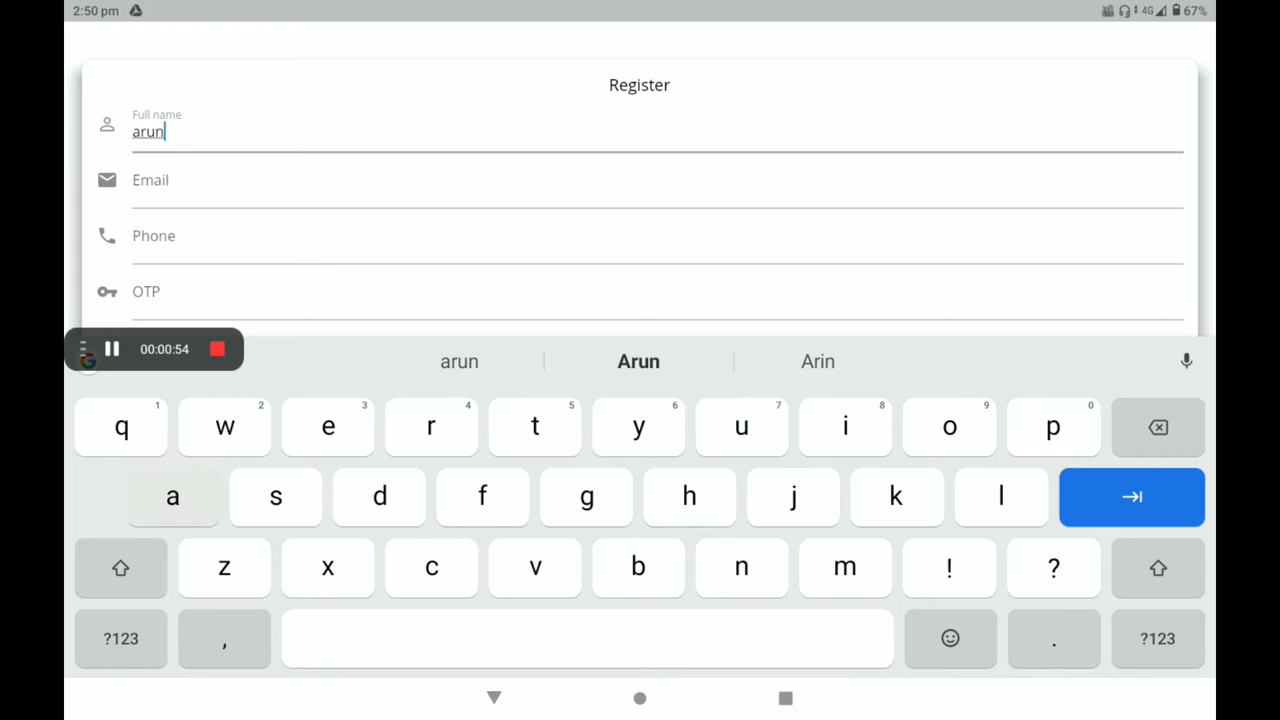 2:50 pm 4G 67%
Register
Full name
arun
Email
Phone
OTP
00:00:54
arun Arun Arin
q 1 w 2 e 3 r 4 t 5 y 6 u 7 i 8 o 9 p 0
a s d f g h j k l
z x c v b n m ! ?
?123 , . ?123